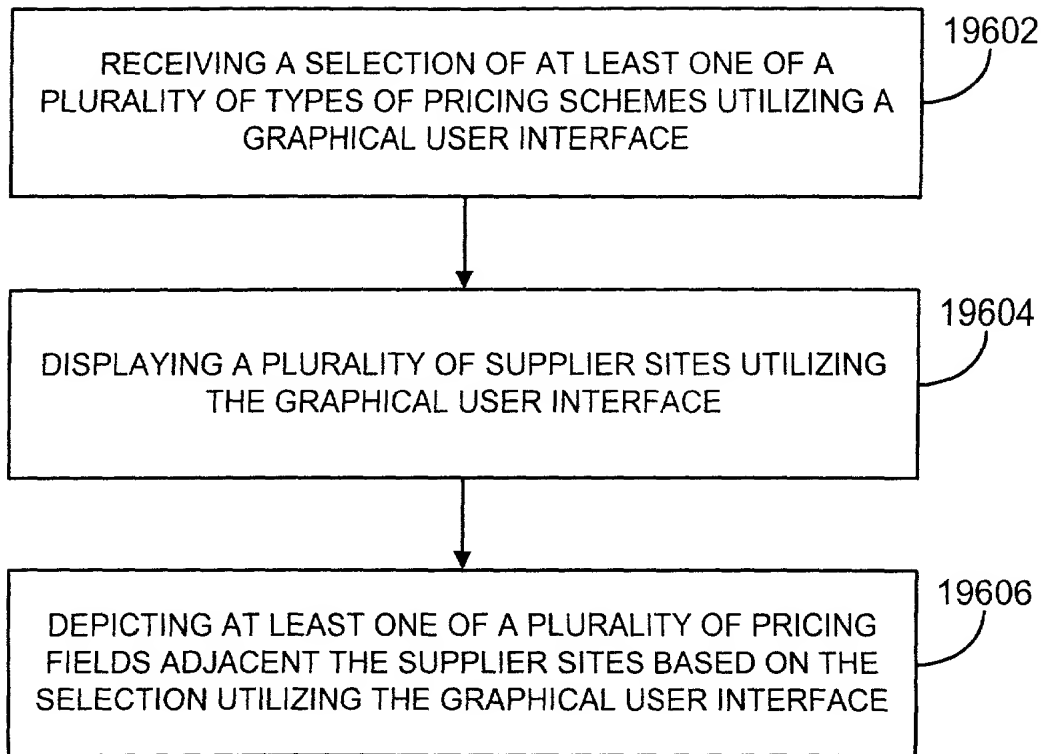 19602
RECEIVING A SELECTION OF AT LEAST ONE OF A
PLURALITY OF TYPES OF PRICING SCHEMES UTILIZING A
GRAPHICAL USER INTERFACE
19604
DISPLAYING A PLURALITY OF SUPPLIER SITES UTILIZING
THE GRAPHICAL USER INTERFACE
19606
DEPICTING AT LEAST ONE OF A PLURALITY OF PRICING
FIELDS ADJACENT THE SUPPLIER SITES BASED ON THE
SELECTION UTILIZING THE GRAPHICAL USER INTERFACE